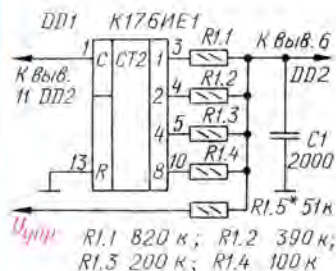 DD1 К176ИЕ1
1 C CT2 1 3 R1.1 К выв. 6
К выв. DD2
11 DD2
2 4 R1.2
4 5 R1.3 C1
2000
13 R 8 10 R1.4
R1.5* 51к
Uупр.
R1.1 820 к; R1.2 390к;
R1.3 200 к; R1.4 100 к